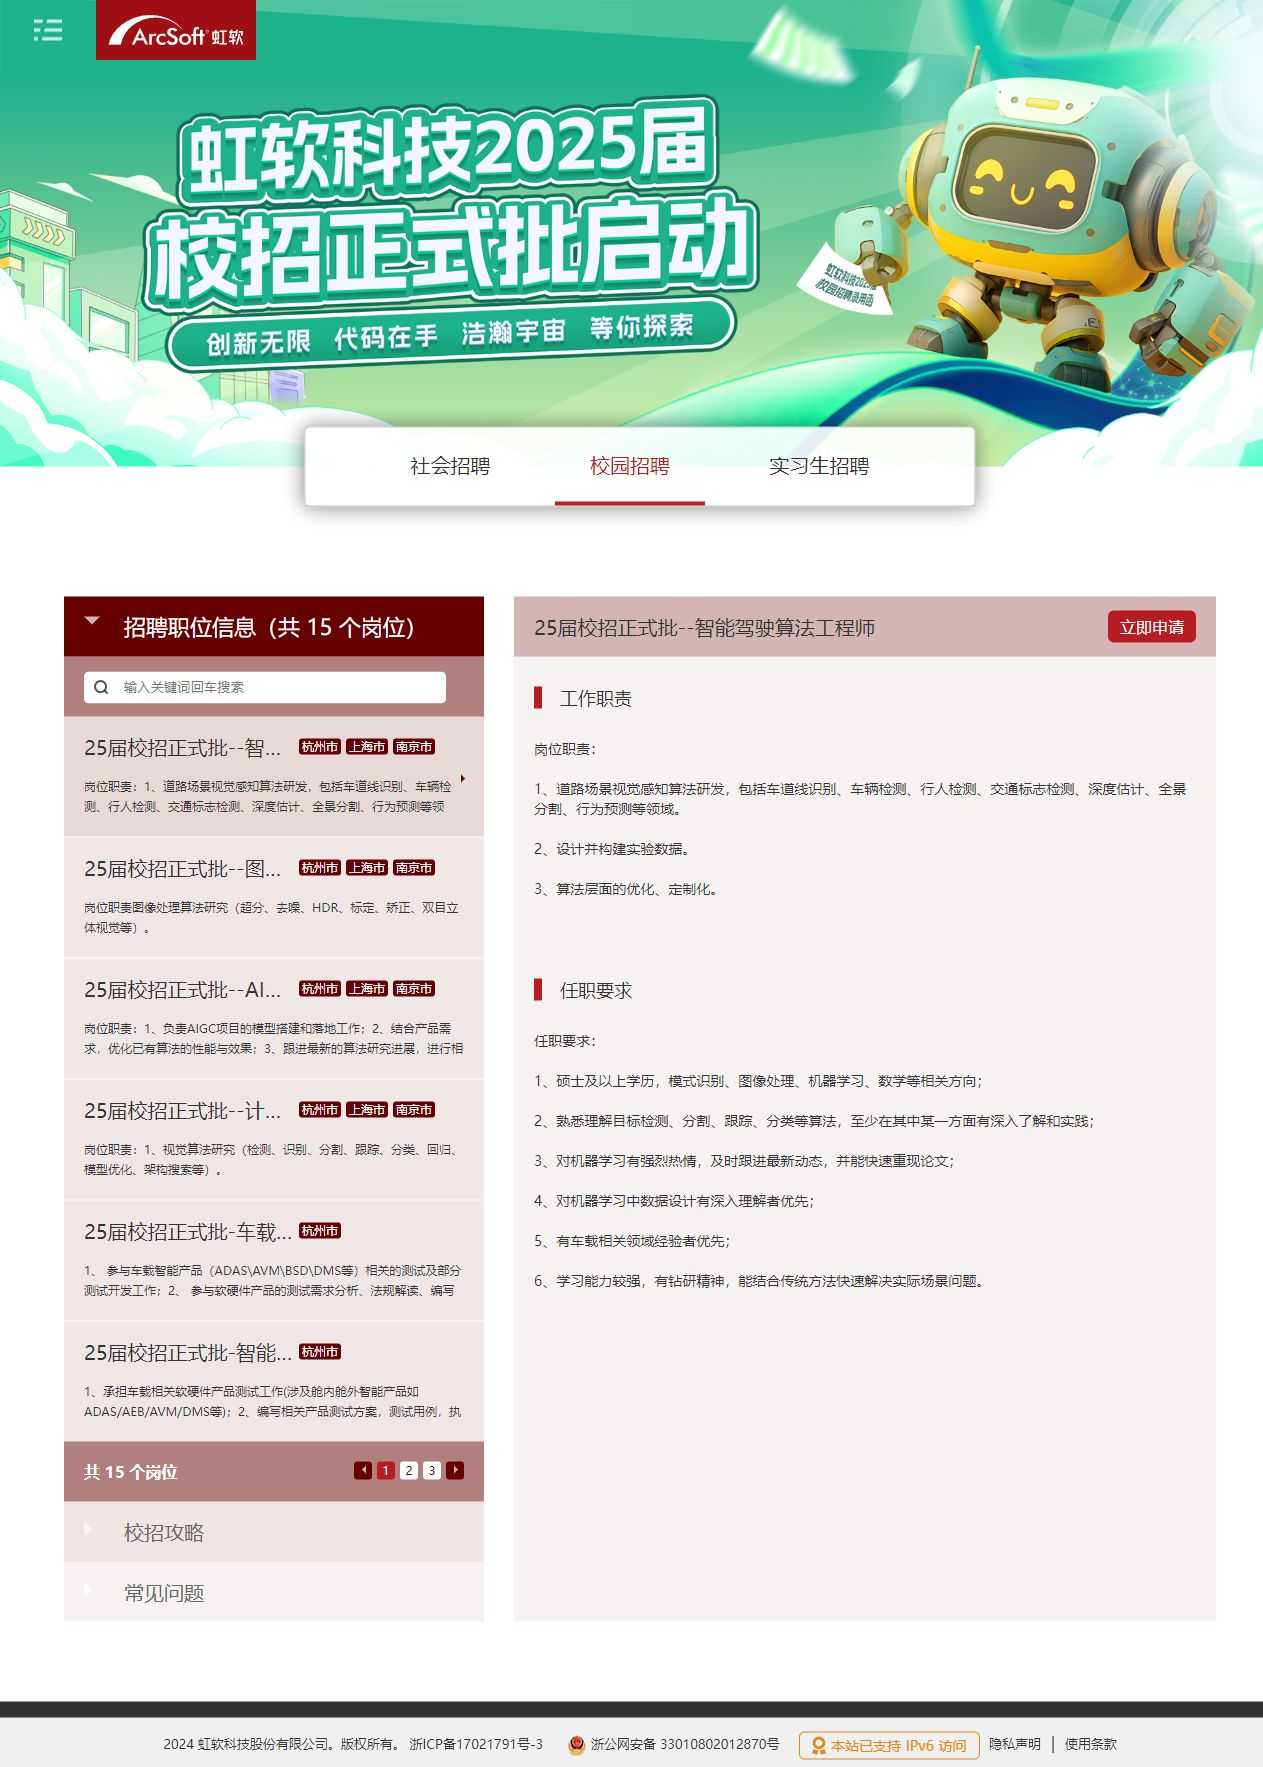 ArcSoft 虹软
虹软科技2025届
校招正式批启动
创新无限 代码在手 浩瀚宇宙 等你探索
虹软科技2025届
校园招聘录用函
社会招聘
校园招聘
实习生招聘
招聘职位信息（共 15 个岗位）
输入关键词回车搜索
25届校招正式批--智... 杭州市 上海市 南京市
岗位职责：1、道路场景视觉感知算法研发，包括车道线识别、车辆检
测、行人检测、交通标志检测、深度估计、全景分割、行为预测等领
25届校招正式批--图... 杭州市 上海市 南京市
岗位职责图像处理算法研究（超分、去噪、HDR、标定、矫正、双目立
体视觉等）。
25届校招正式批--AI... 杭州市 上海市 南京市
岗位职责：1、负责AIGC项目的模型搭建和落地工作；2、结合产品需
求，优化已有算法的性能与效果；3、跟进最新的算法研究进展，进行相
25届校招正式批--计... 杭州市 上海市 南京市
岗位职责：1、视觉算法研究（检测、识别、分割、跟踪、分类、回归、
模型优化、架构搜索等）。
25届校招正式批-车载... 杭州市
1、 参与车载智能产品（ADAS\AVM\BSD\DMS等）相关的测试及部分
测试开发工作；2、 参与软硬件产品的测试需求分析、法规解读、编写
25届校招正式批-智能... 杭州市
1、承担车载相关软硬件产品测试工作(涉及舱内舱外智能产品如
ADAS/AEB/AVM/DMS等)；2、编写相关产品测试方案，测试用例，执
共 15 个岗位 1 2 3
校招攻略
常见问题
25届校招正式批--智能驾驶算法工程师
立即申请
工作职责
岗位职责：
1、道路场景视觉感知算法研发，包括车道线识别、车辆检测、行人检测、交通标志检测、深度估计、全景
分割、行为预测等领域。
2、设计并构建实验数据。
3、算法层面的优化、定制化。
任职要求
任职要求：
1、硕士及以上学历，模式识别、图像处理、机器学习、数学等相关方向；
2、熟悉理解目标检测、分割、跟踪、分类等算法，至少在其中某一方面有深入了解和实践；
3、对机器学习有强烈热情，及时跟进最新动态，并能快速重现论文；
4、对机器学习中数据设计有深入理解者优先；
5、有车载相关领域经验者优先；
6、学习能力较强，有钻研精神，能结合传统方法快速解决实际场景问题。
2024 虹软科技股份有限公司。版权所有。 浙ICP备17021791号-3 浙公网安备 33010802012870号 本站已支持 IPv6 访问 隐私声明 | 使用条款